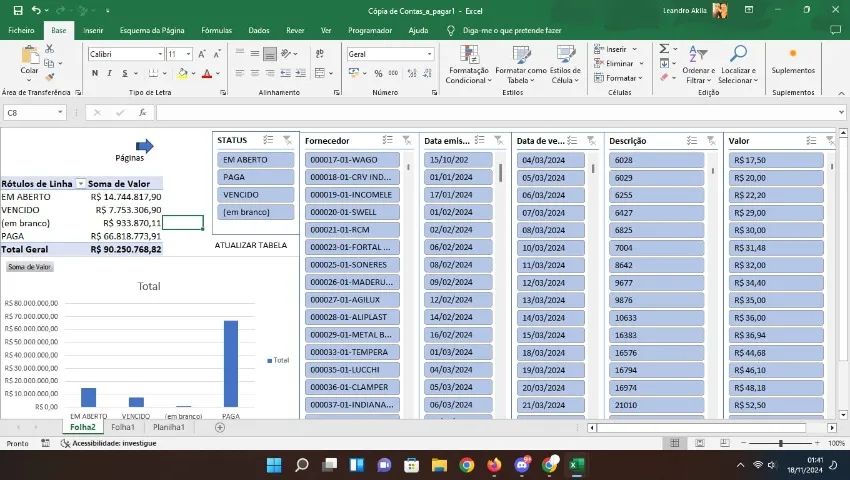 Cópia de Contas_a_pagar1 - Excel
Leandro Akila
Ficheiro Base Inserir Esquema da Página Fórmulas Dados Rever Ver Programador Ajuda Diga-me o que pretende fazer
Colar
Calibri 11 A A
N I S
Geral
% 000
Formatação Condicional
Formatar como Tabela
Estilos de Célula
Inserir
Eliminar
Formatar
Ordenar e Filtrar
Localizar e Selecionar
Suplementos
Área de Transferência Tipo de Letra Alinhamento Número Estilos Células Edição Suplementos
C8 fx
Páginas
Rótulos de Linha Soma de Valor
EM ABERTO R$ 14.744.817,90
VENCIDO R$ 7.753.306,90
(em branco) R$ 933.870,11
PAGA R$ 66.818.773,91
Total Geral R$ 90.250.768,82
Soma de Valor
Total
R$ 80.000.000,00
R$ 70.000.000,00
R$ 60.000.000,00
R$ 50.000.000,00
R$ 40.000.000,00
R$ 30.000.000,00
R$ 20.000.000,00
R$ 10.000.000,00
R$ 0,00
EM ABERTO VENCIDO (em branco) PAGA
Total
STATUS
EM ABERTO
PAGA
VENCIDO
(em branco)
ATUALIZAR TABELA
Fornecedor
000017-01-WAGO
000018-01-CRV IND...
000019-01-INCOMELE
000020-01-SWELL
000021-01-RCM
000023-01-FORTAL ...
000025-01-SONERES
000026-01-MADERU...
000027-01-AGILUX
000028-01-ALIPLAST
000029-01-METAL B...
000033-01-TEMPERA
000035-01-LUCCHI
000036-01-CLAMPER
000037-01-INDIANA...
Data emis...
15/10/202
01/01/2024
17/01/2024
01/02/2024
02/02/2024
06/02/2024
08/02/2024
09/02/2024
12/02/2024
14/02/2024
16/02/2024
01/03/2024
04/03/2024
05/03/2024
06/03/2024
Data de ve...
04/03/2024
05/03/2024
06/03/2024
07/03/2024
08/03/2024
10/03/2024
11/03/2024
12/03/2024
13/03/2024
14/03/2024
15/03/2024
18/03/2024
19/03/2024
20/03/2024
21/03/2024
Descrição
6028
6029
6255
6427
6825
7004
8642
9677
9876
10633
16383
16576
16794
16974
21010
Valor
R$ 17,50
R$ 20,00
R$ 22,20
R$ 29,00
R$ 30,00
R$ 31,48
R$ 32,00
R$ 34,40
R$ 35,00
R$ 36,00
R$ 36,94
R$ 44,68
R$ 46,10
R$ 48,18
R$ 52,50
Folha2 Folha1 Planilha1
Pronto Acessibilidade: investigue 100%
01:41
18/11/2024